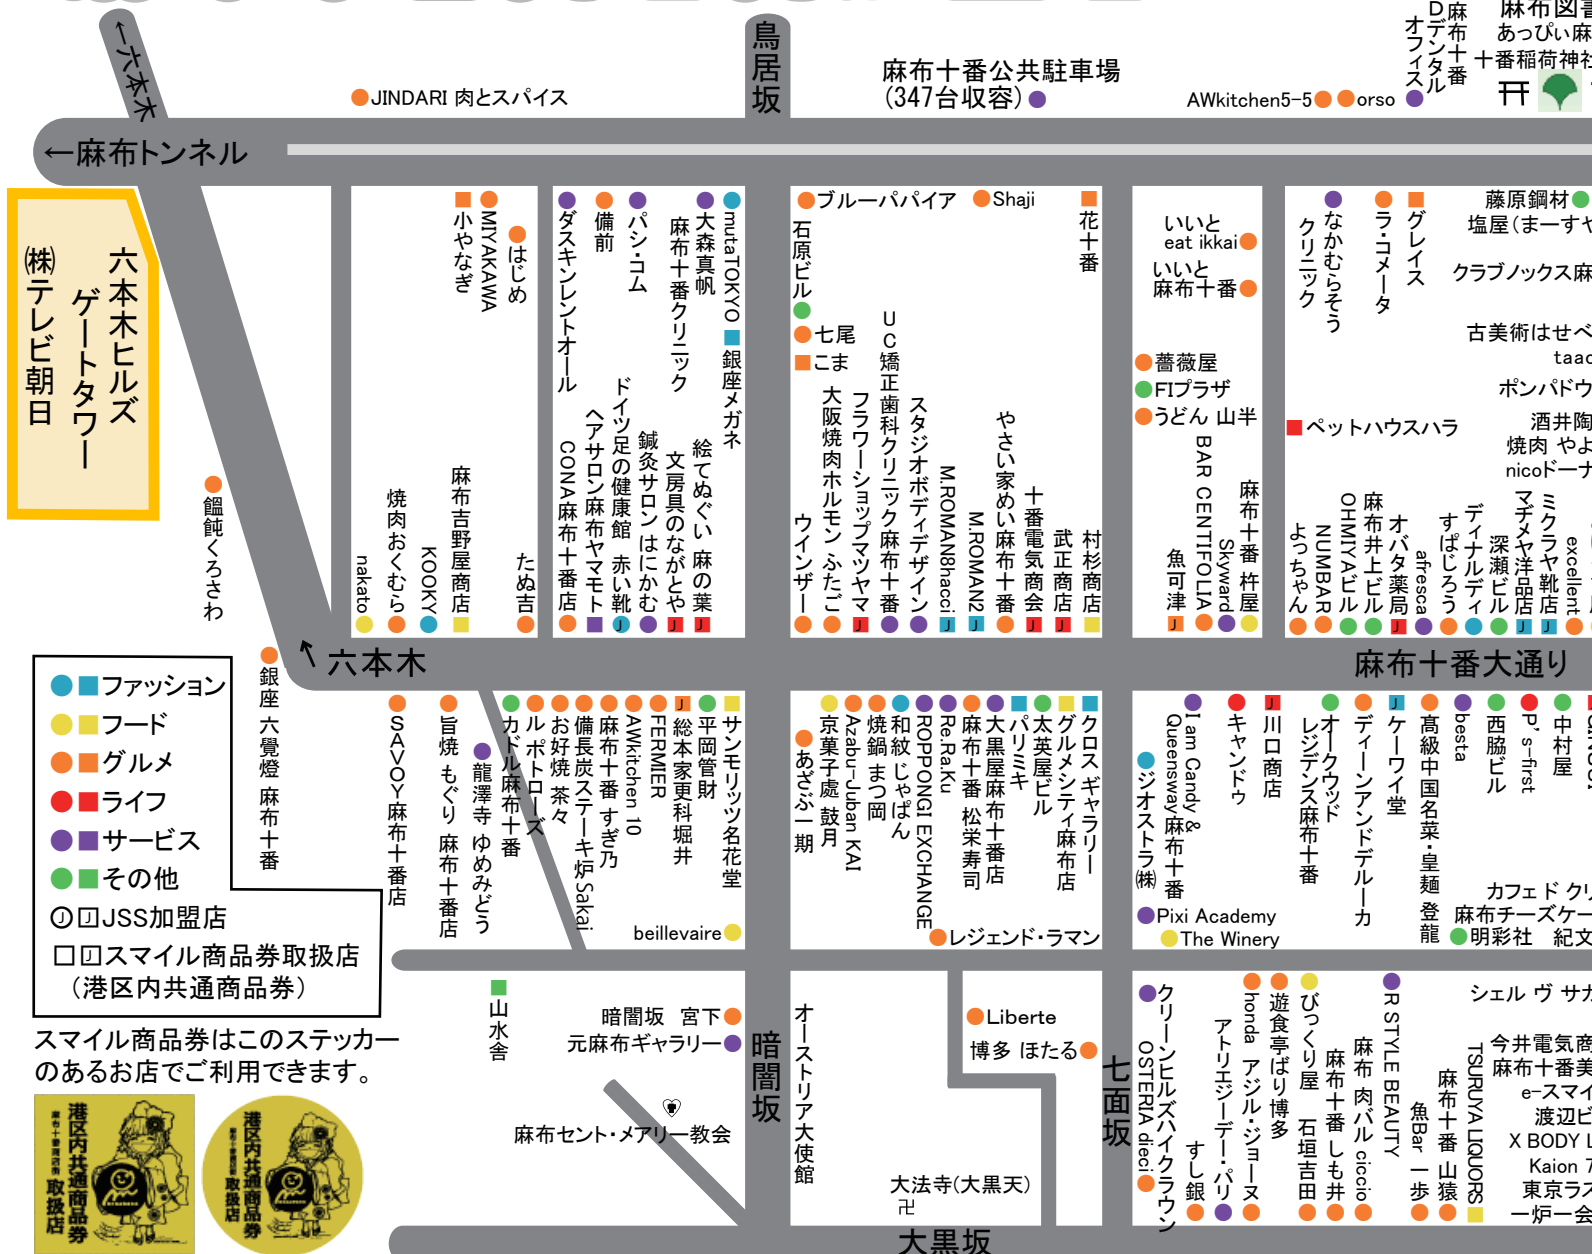 ←六本木
鳥居坂
JINDARI 肉とスパイス
麻布十番公共駐車場
(347台収容)
AWkitchen5-5
orso
麻布十番
Dデンタル
オフィス
麻布図書
あっぴぃ麻
十番稲荷神社
←麻布トンネル
六本木ヒルズ
ゲートタワー
㈱テレビ朝日
小やなぎ
MIYAKAWA
はじめ
ダスキンレントオール
備前
パシ・コム
麻布十番クリニック
大森真帆
mutaTOKYO
銀座メガネ
ブルーパパイア
Shaji
石原ビル
七尾
こま
花十番
いいと
eat ikkai
いいと
麻布十番
薔薇屋
FIプラザ
うどん 山半
なかむらそう
クリニック
ラ・コメータ
グレイス
藤原鋼材
塩屋(まーすや
クラブノックス麻
古美術はせべ
taac
ポンパドウ
酒井陶
焼肉 やよ
nicoドーナ
ペットハウスハラ
饂飩くろさわ
nakato
焼肉おくむら
KOOKY
麻布吉野屋商店
たぬ吉
CONA麻布十番店
ヘアサロン麻布ヤマモト
ドイツ足の健康館 赤い靴
鍼灸サロン はにかむ
文房具のながとや
絵てぬぐい 麻の葉
ウインザー
大阪焼肉ホルモン ふたご
フラワーショップマツヤマ
UC矯正歯科クリニック麻布十番
スタジオボディデザイン
M.ROMAN8hacci
M.ROMAN2
やさい家めい麻布十番
十番電気商会
武正商店
村杉商店
魚可津
BAR CENTIFOLIA
Skyward
麻布十番 杵屋
よっちゃん
NUMBAR
OHMIYAビル
麻布井上ビル
オバタ薬局
afresca
すぱじろう
ディナルディ
深瀬ビル
マヂメヤ洋品店
ミクラヤ靴店
excellent
↑六本木
麻布十番大通り
ファッション
フード
グルメ
ライフ
サービス
その他
JSS加盟店
スマイル商品券取扱店
(港区内共通商品券)
スマイル商品券はこのステッカー
のあるお店でご利用できます。
港区内共通商品券
麻布十番商店街
取扱店
港区内共通商品券
麻布十番商店街
取扱店
銀座 六覺燈 麻布十番
SAVOY麻布十番店
旨焼 もぐり 麻布十番店
龍澤寺 ゆめみどう
カドル麻布十番
ル ポトローズ
お好焼 茶々
備長炭ステーキ炉 Sakai
麻布十番 すぎ乃
AWkitchen 10
FERMIER
総本家更科堀井
平岡管財
サンモリッツ名花堂
beillevaire
あざぶ一期
京菓子處 鼓月
Azabu-Juban KAI
焼鍋 まつ岡
和紋 じゃぱん
ROPPONGI EXCHANGE
Re.Ra.Ku
麻布十番 松栄寿司
大黒屋麻布十番店
パリミキ
太英屋ビル
グルメシティ麻布店
クロス ギャラリー
レジェンド・ラマン
ジオストラ㈱
I am Candy &
Queensway麻布十番
キャンドゥ
川口商店
オークウッド
レジデンス麻布十番
ディーンアンドデルーカ
ケーワイ堂
高級中国名菜・皇麺 登龍
besta
西脇ビル
P's-first
中村屋
Pixi Academy
The Winery
カフェド クリ
麻布チーズケー
明彩社
紀文
山水舎
暗闇坂 宮下
元麻布ギャラリー
麻布セント・メアリー教会
暗闇坂
オーストリア大使館
Liberte
博多 ほたる
大法寺(大黒天)
卍
大黒坂
七面坂
クリーンヒルズハイクラウン
OSTERIA dieci
すし銀
アトリエジーデー・パリ
honda
アジル・ジョーヌ
遊食亭ぱり博多
びっくり屋
石垣吉田
麻布十番 しも井
麻布 肉バル ciccio
R STYLE BEAUTY
魚Bar 一歩
麻布十番 山猿
TSURUYA LIQUORS
シェル ヴ サカ
今井電気商
麻布十番美
e-スマイ
渡辺ビ
X BODY L
Kaion 7
東京ラス
一炉一会